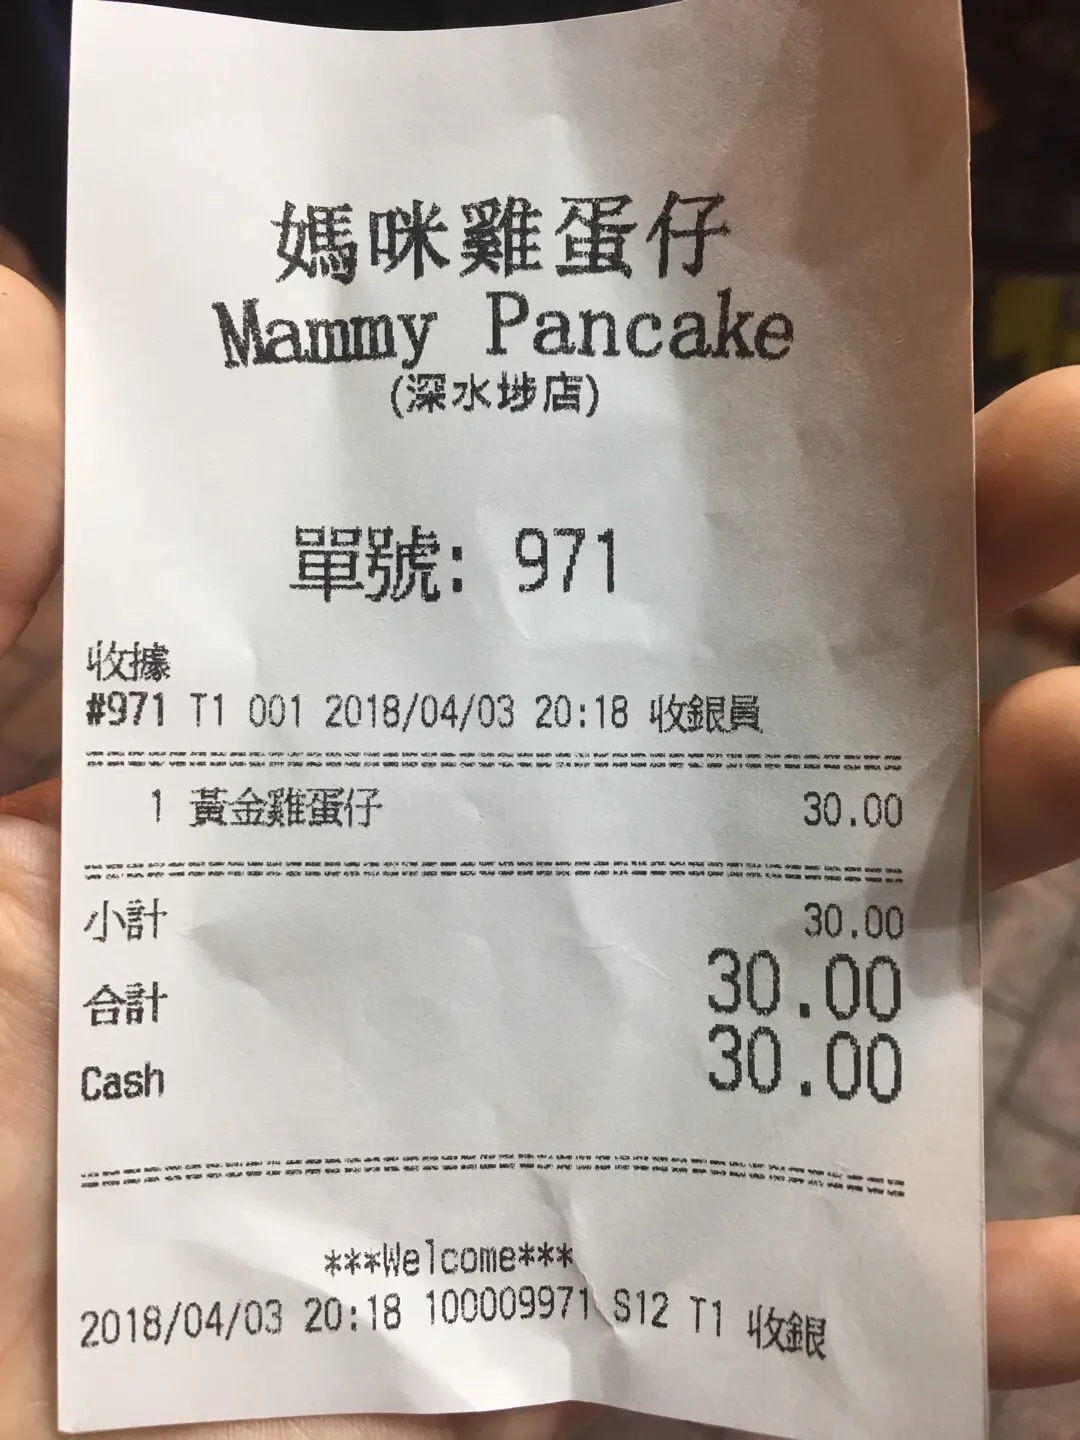 媽咪雞蛋仔
Mammy Pancake
(深水埗店)
單號: 971
收據
#971 T1 001 2018/04/03 20:18 收銀員
1 黃金雞蛋仔 30.00
小計 30.00
合計 30.00
Cash 30.00
***Welcome***
2018/04/03 20:18 100009971 S12 T1 收銀